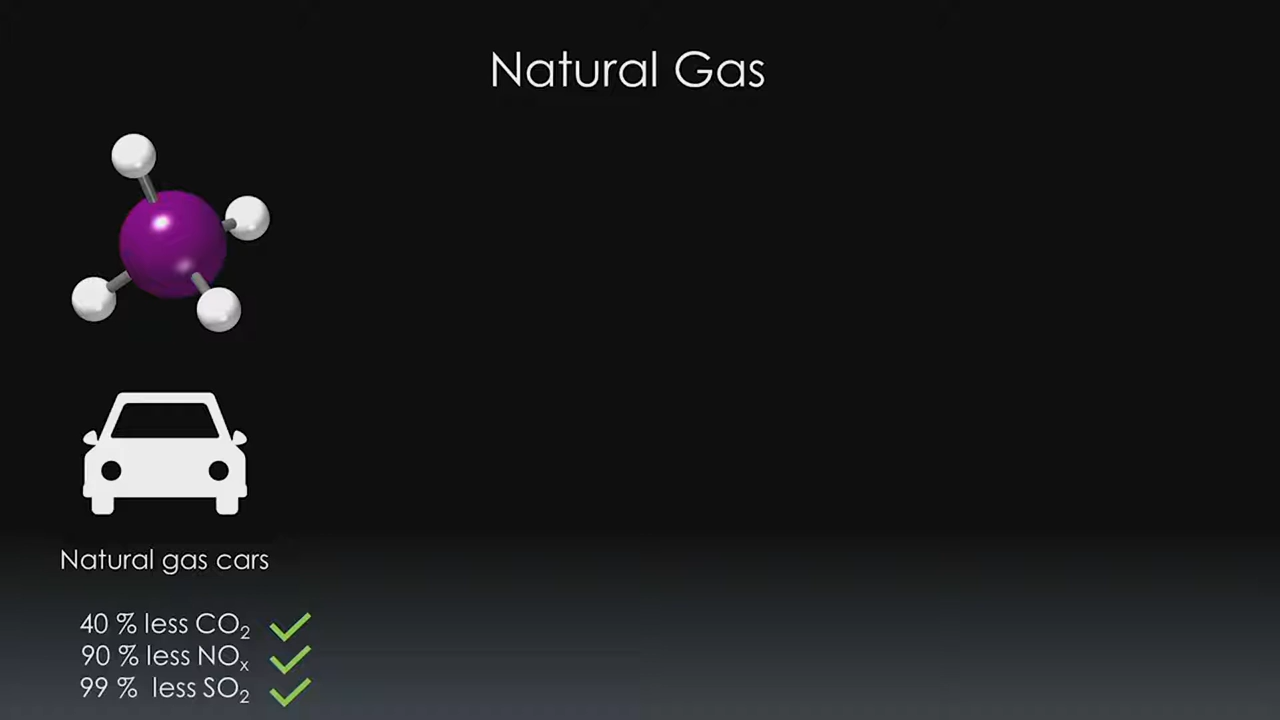 Natural Gas
Natural gas cars
40 % less CO₂
90 % less NOₓ
99 % less SO₂